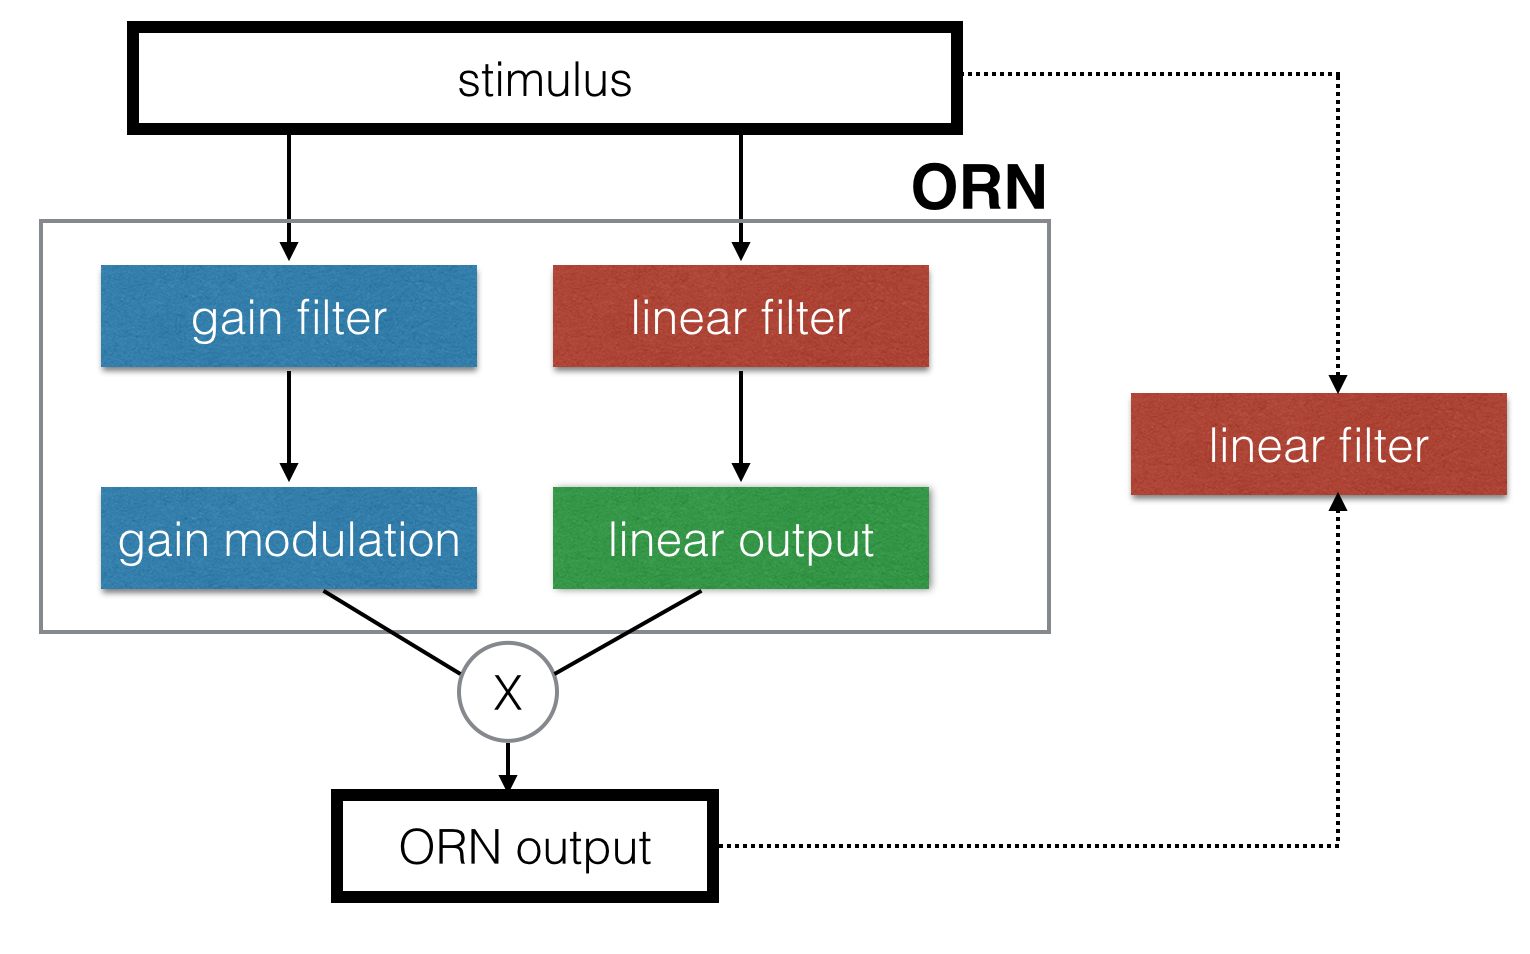 stimulus
ORN
gain filter
linear filter
linear filter
gain modulation
linear output
X
ORN output